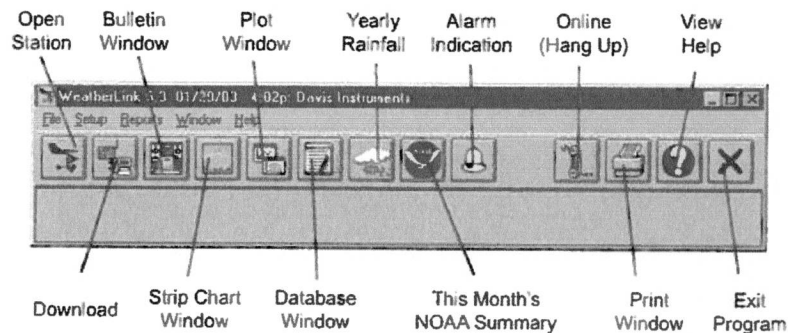 Open Station
Bulletin Window
Plot Window
Yearly Rainfall
Alarm Indication
Online (Hang Up)
View Help
WeatherLink 5.3 01/20/03 4:02p: Davis Instruments
File Setup Reports Window Help
Download
Strip Chart Window
Database Window
This Month's NOAA Summary
Print Window
Exit Program